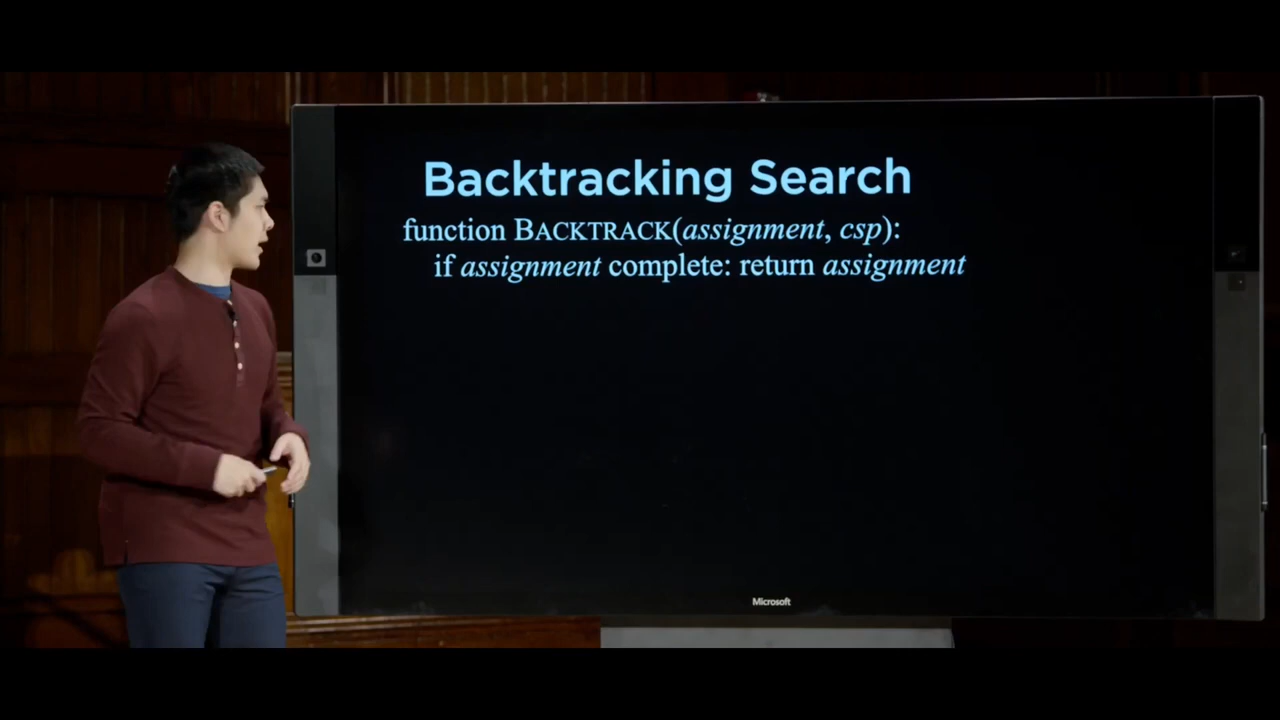 Backtracking Search
function BACKTRACK(assignment, csp):
if assignment complete: return assignment
Microsoft